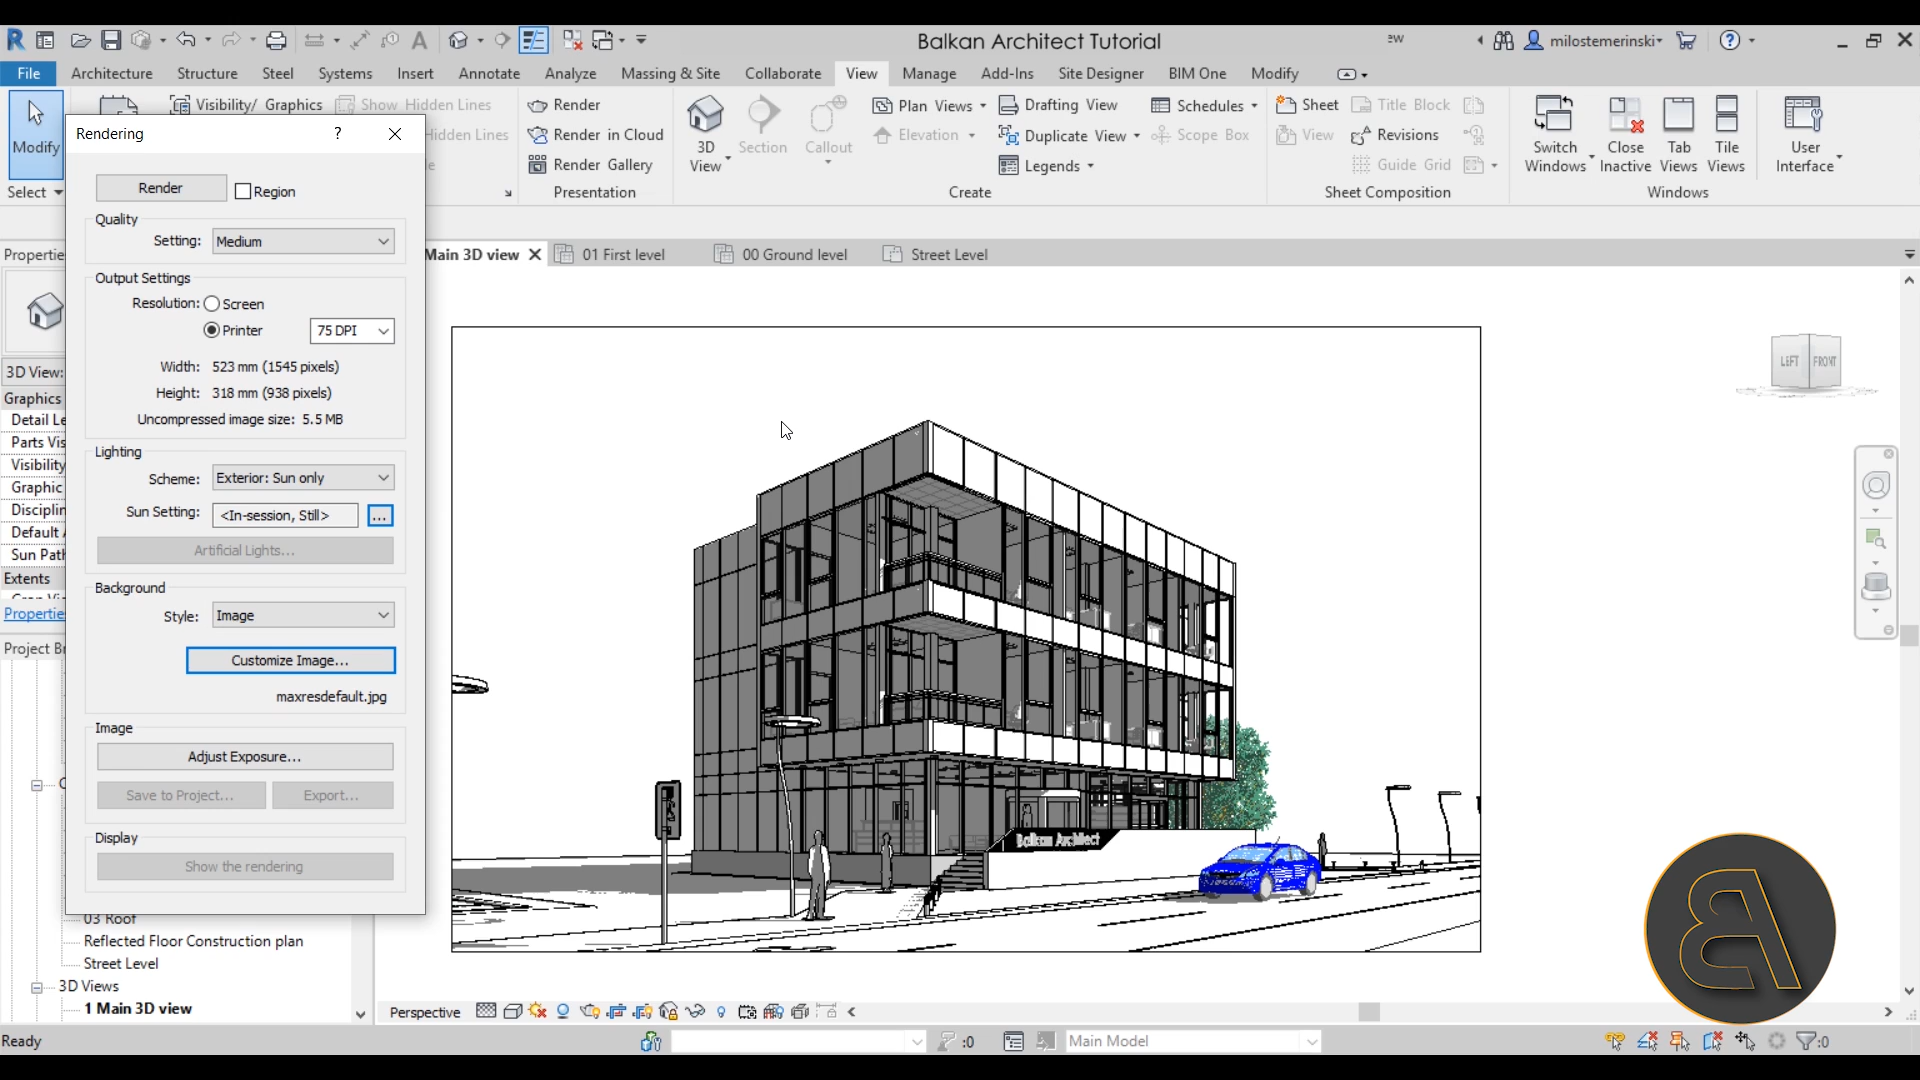 Balkan Architect Tutorial
milostemerinski
File Architecture Structure Steel Systems Insert Annotate Analyze Massing & Site Collaborate View Manage Add-Ins Site Designer BIM One Modify
Modify
Select
Visibility/ Graphics
Show Hidden Lines
Hidden Lines
Render
Render in Cloud
Render Gallery
Presentation
3D View
Section
Callout
Plan Views
Elevation
Drafting View
Duplicate View
Legends
Schedules
Scope Box
Create
Sheet
View
Title Block
Revisions
Guide Grid
Sheet Composition
Switch Windows
Close Inactive
Tab Views
Tile Views
Windows
User Interface
Rendering ?
Render Region
Quality
Setting: Medium
Output Settings
Resolution: Screen
Printer 75 DPI
Width: 523 mm (1545 pixels)
Height: 318 mm (938 pixels)
Uncompressed image size: 5.5 MB
Lighting
Scheme: Exterior: Sun only
Sun Setting: <In-session, Still> ...
Artificial Lights...
Background
Style: Image
Customize Image...
maxresdefault.jpg
Image
Adjust Exposure...
Save to Project... Export...
Display
Show the rendering
Propertie
3D View:
Graphics
Detail Le
Parts Vis
Visibility
Graphic
Disciplin
Default
Sun Path
Extents
Propertie
Project Br
03 Roof
Reflected Floor Construction plan
Street Level
3D Views
1 Main 3D view
Main 3D view 01 First level 00 Ground level Street Level
LEFT FRONT
Balkan Architect
Perspective
Ready
:0
Main Model
:0